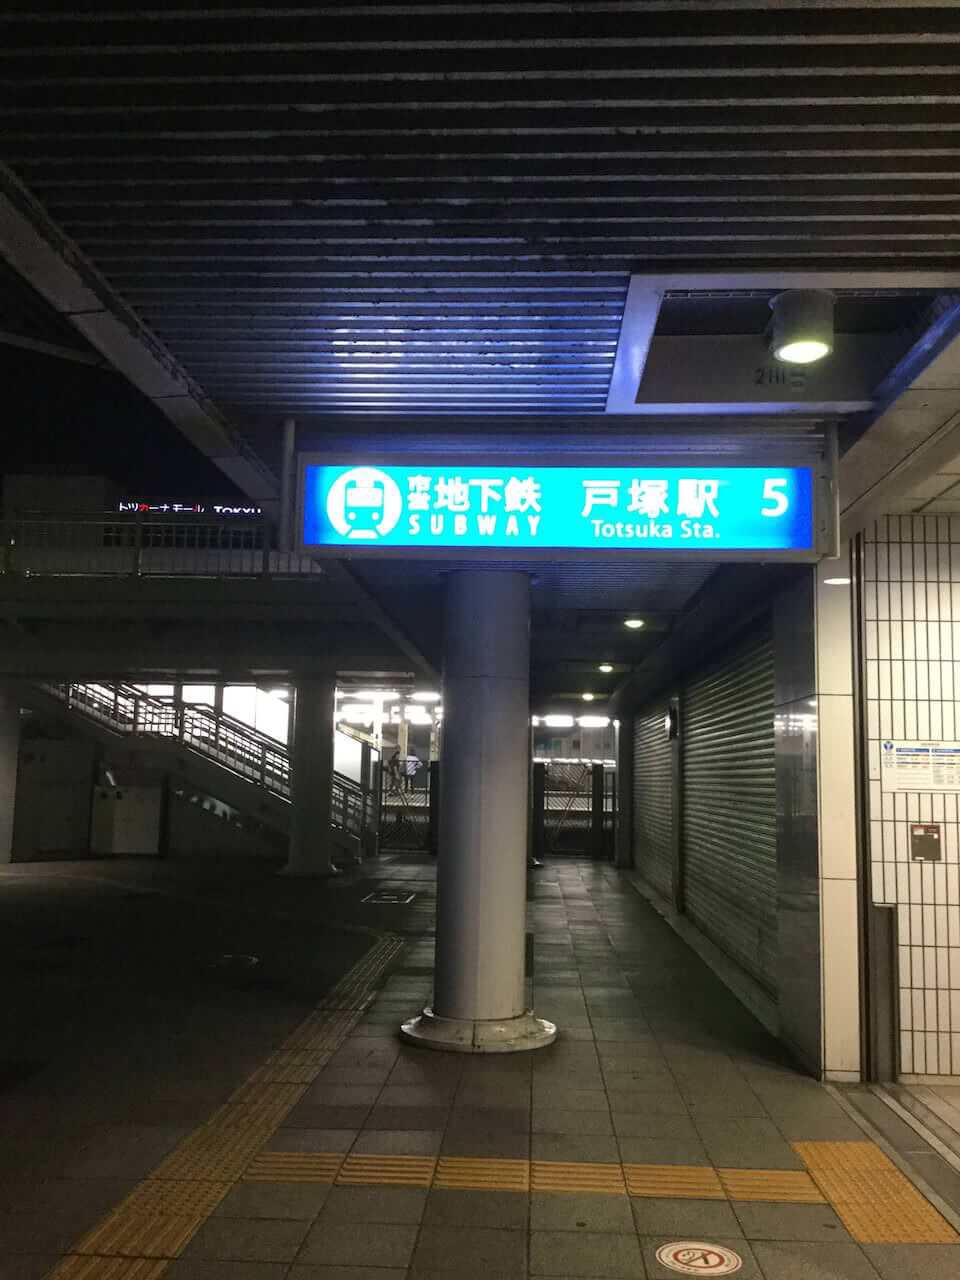 2111
市営地下鉄 戸塚駅 5
SUBWAY Totsuka Sta.
トツカーナモール TOKYU